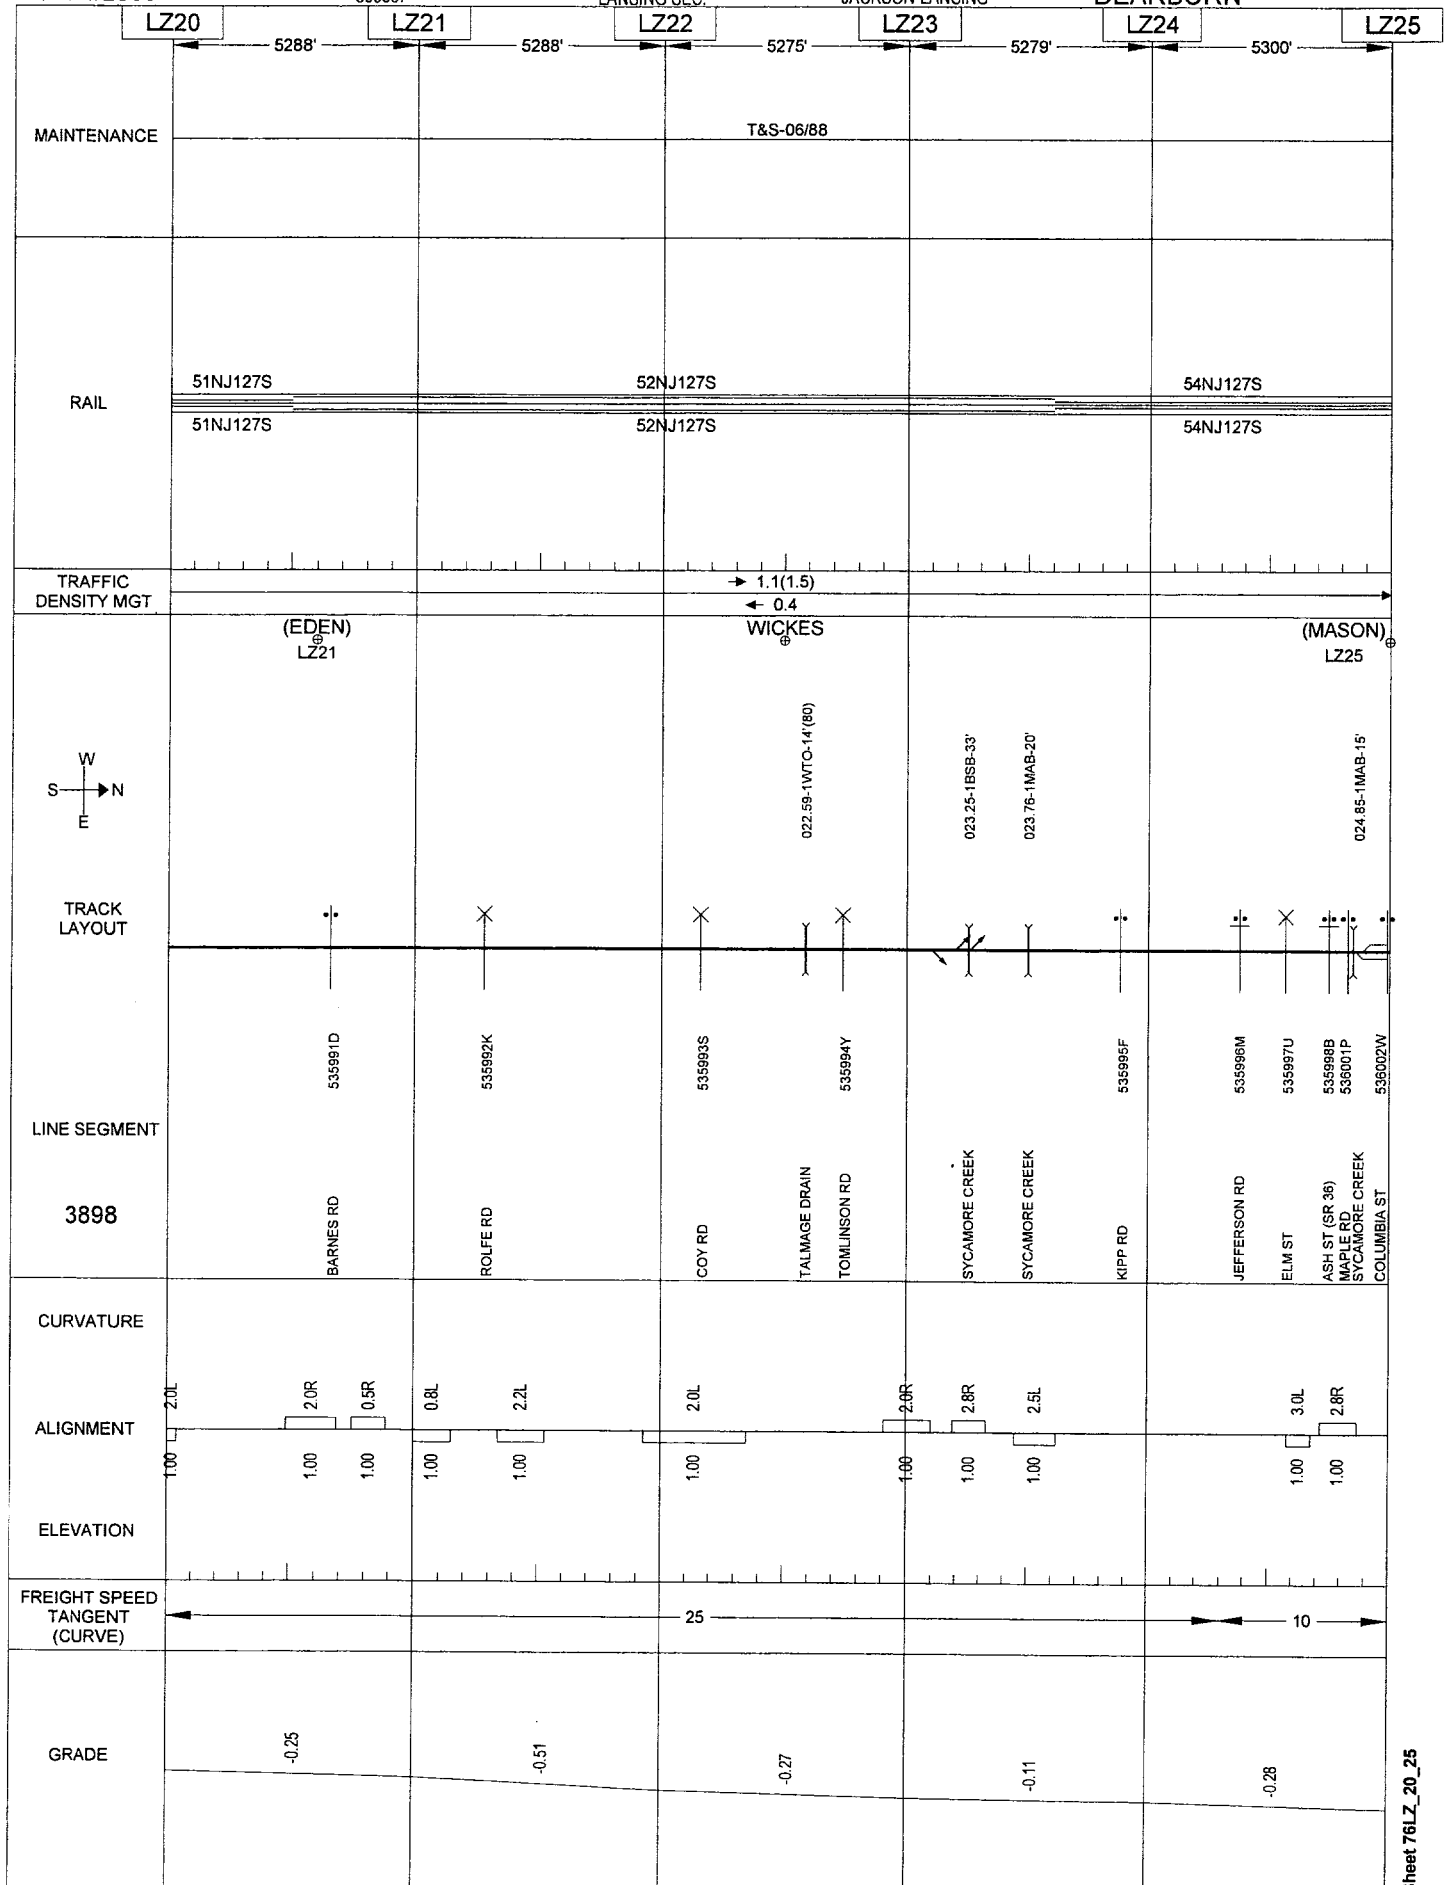 LANSING SEC.
JACKSON LANSING
DEARBORN
LZ20
LZ21
LZ22
LZ23
LZ24
LZ25
5288'
5288'
5275'
5279'
5300'
MAINTENANCE
T&S-06/88
RAIL
51NJ127S
52NJ127S
54NJ127S
51NJ127S
52NJ127S
54NJ127S
TRAFFIC
DENSITY MGT
1.1(1.5)
0.4
(EDEN)
LZ21
WICKES
(MASON)
LZ25
W
S
N
E
022.59-1WTO-14'(80)
023.25-1BSB-33'
023.76-1MAB-20'
024.85-1MAB-15'
TRACK
LAYOUT
535991D
535992K
535993S
535994Y
535995F
535996M
535997U
535998B
536001P
536002W
LINE SEGMENT
3898
BARNES RD
ROLFE RD
COY RD
TALMAGE DRAIN
TOMLINSON RD
SYCAMORE CREEK
SYCAMORE CREEK
KIPP RD
JEFFERSON RD
ELM ST
ASH ST (SR 36)
MAPLE RD
SYCAMORE CREEK
COLUMBIA ST
CURVATURE
2.0L
2.0R
0.5R
0.8L
2.2L
2.0L
2.0R
2.8R
2.5L
3.0L
2.8R
ALIGNMENT
1.00
1.00
1.00
1.00
1.00
1.00
1.00
1.00
1.00
1.00
1.00
ELEVATION
FREIGHT SPEED
TANGENT
(CURVE)
25
10
GRADE
-0.25
-0.51
-0.27
-0.11
-0.28
heet 76LZ_20_25